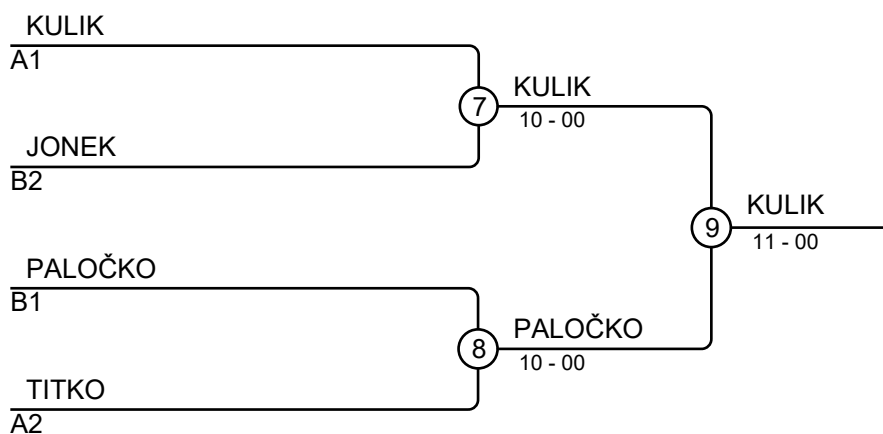 KULIK
A1
7
KULIK
10 - 00
JONEK
B2
9
KULIK
11 - 00
PALOČKO
B1
8
PALOČKO
10 - 00
TITKO
A2